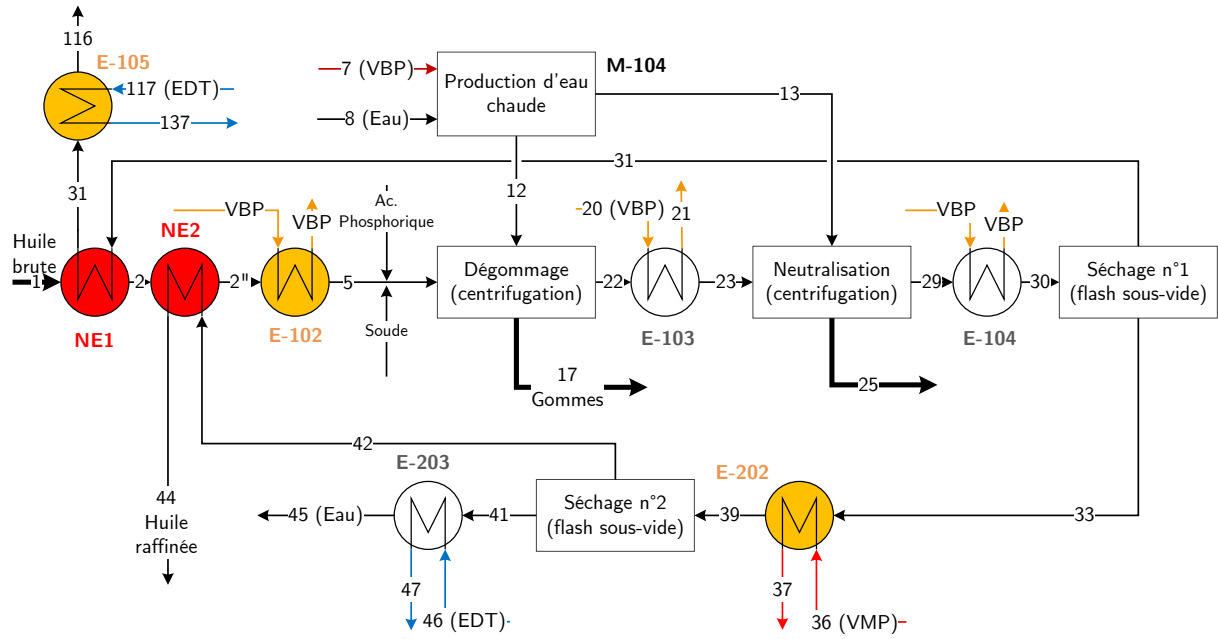 116
E-105
117 (EDT)
137
31
7 (VBP)
8 (Eau)
Production d'eau
chaude
M-104
13
31
12
Ac.
Phosphorique
20 (VBP)
21
VBP
VBP
VBP
VBP
NE2
Huile
brute
1
2
2"
5
Dégommage
(centrifugation)
22
23
Neutralisation
(centrifugation)
29
30
Séchage n°1
(flash sous-vide)
NE1
E-102
Soude
E-103
E-104
17
Gommes
25
42
E-203
E-202
44
Huile
raffinée
45 (Eau)
41
Séchage n°2
(flash sous-vide)
39
33
47
46 (EDT)
37
36 (VMP)